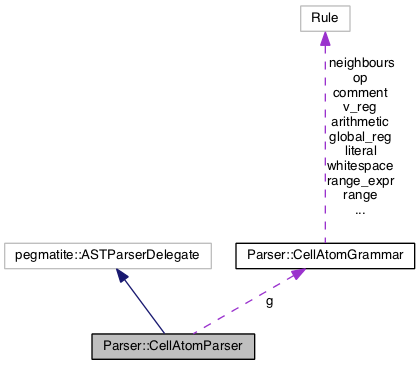 Rule
neighbours
op
comment
v_reg
arithmetic
global_reg
literal
whitespace
range_expr
range
...
pegmatite::ASTParserDelegate
Parser::CellAtomGrammar
g
Parser::CellAtomParser